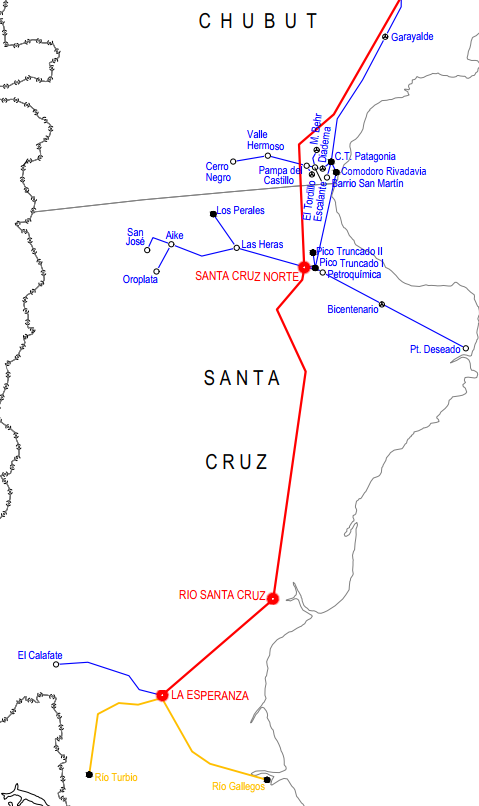 CHUBUT
Garayalde
M. Behr
Diadema
Valle
Hermoso
C.T. Patagonia
Cerro
Negro
Pampa del
Castillo
Comodoro Rivadavia
Barrio San Martín
El Tordillo
Escalante
Los Perales
San
José
Aike
Las Heras
Oroplata
Pico Truncado II
Pico Truncado I
SANTA CRUZ NORTE
Petroquímica
Bicentenario
Pt. Deseado
SANTA
CRUZ
RIO SANTA CRUZ
El Calafate
LA ESPERANZA
Río Turbio
Río Gallegos